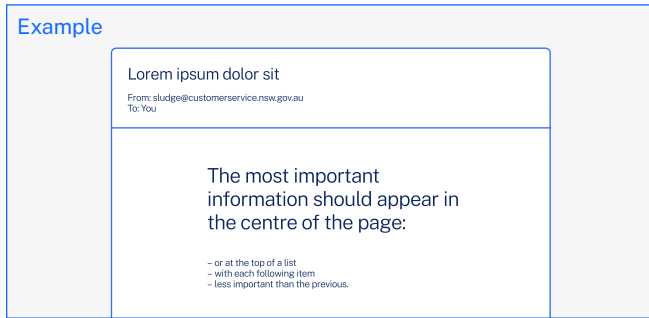 Example
Lorem ipsum dolor sit
From: sludge@customerservice.nsw.gov.au
To: You
The most important
information should appear in
the centre of the page:
– or at the top of a list
– with each following item
– less important than the previous.